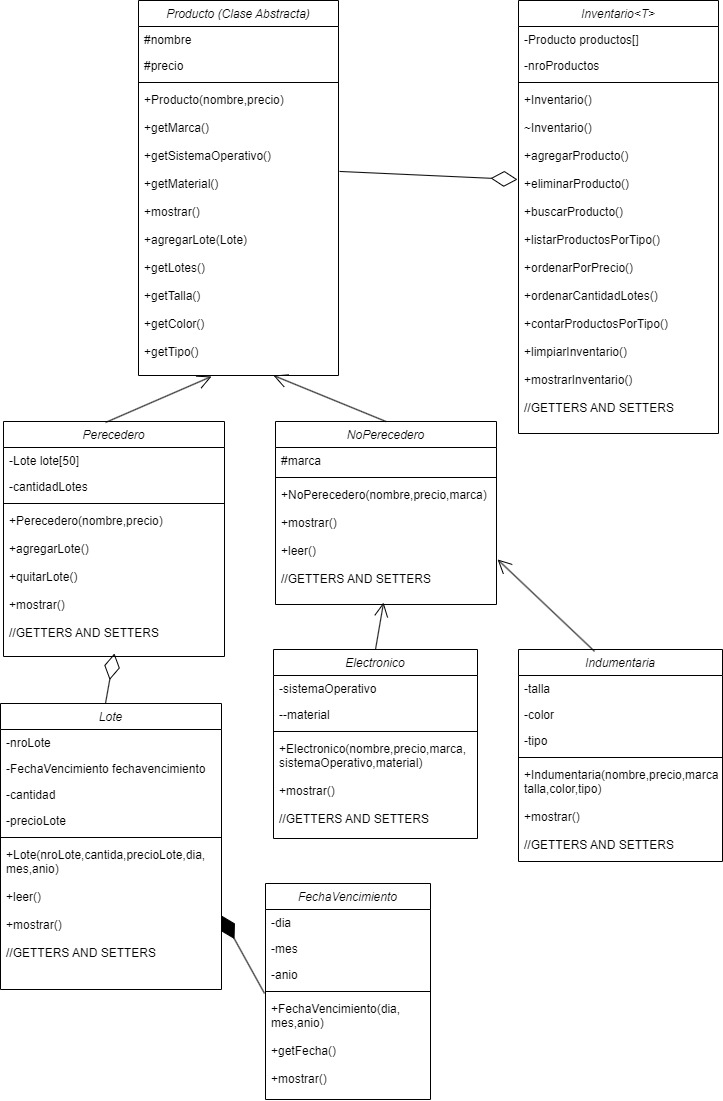 Producto (Clase Abstracta)
#nombre
#precio
+Producto(nombre,precio)
+getMarca()
+getSistemaOperativo()
+getMaterial()
+mostrar()
+agregarLote(Lote)
+getLotes()
+getTalla()
+getColor()
+getTipo()
Inventario<T>
-Producto productos[]
-nroProductos
+Inventario()
~Inventario()
+agregarProducto()
+eliminarProducto()
+buscarProducto()
+listarProductosPorTipo()
+ordenarPorPrecio()
+ordenarCantidadLotes()
+contarProductosPorTipo()
+limpiarInventario()
+mostrarInventario()
//GETTERS AND SETTERS
Perecedero
-Lote lote[50]
-cantidadLotes
+Perecedero(nombre,precio)
+agregarLote()
+quitarLote()
+mostrar()
//GETTERS AND SETTERS
NoPerecedero
#marca
+NoPerecedero(nombre,precio,marca)
+mostrar()
+leer()
//GETTERS AND SETTERS
Electronico
-sistemaOperativo
--material
+Electronico(nombre,precio,marca,
sistemaOperativo,material)
+mostrar()
//GETTERS AND SETTERS
Indumentaria
-talla
-color
-tipo
+Indumentaria(nombre,precio,marca
talla,color,tipo)
+mostrar()
//GETTERS AND SETTERS
Lote
-nroLote
-FechaVencimiento fechavencimiento
-cantidad
-precioLote
+Lote(nroLote,cantida,precioLote,dia,
mes,anio)
+leer()
+mostrar()
//GETTERS AND SETTERS
FechaVencimiento
-dia
-mes
-anio
+FechaVencimiento(dia,
mes,anio)
+getFecha()
+mostrar()